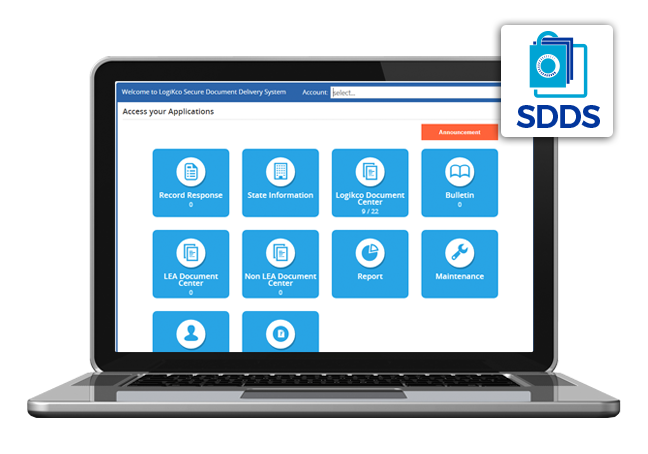 SDDS
Welcome to LogiKco Secure Document Delivery System
Account:
Select...
Access your Applications
Announcement
Record Response
0
State Information
Logikco Document
Center
9 / 22
Bulletin
0
LEA Document
Center
0
Non LEA Document
Center
0
Report
Maintenance